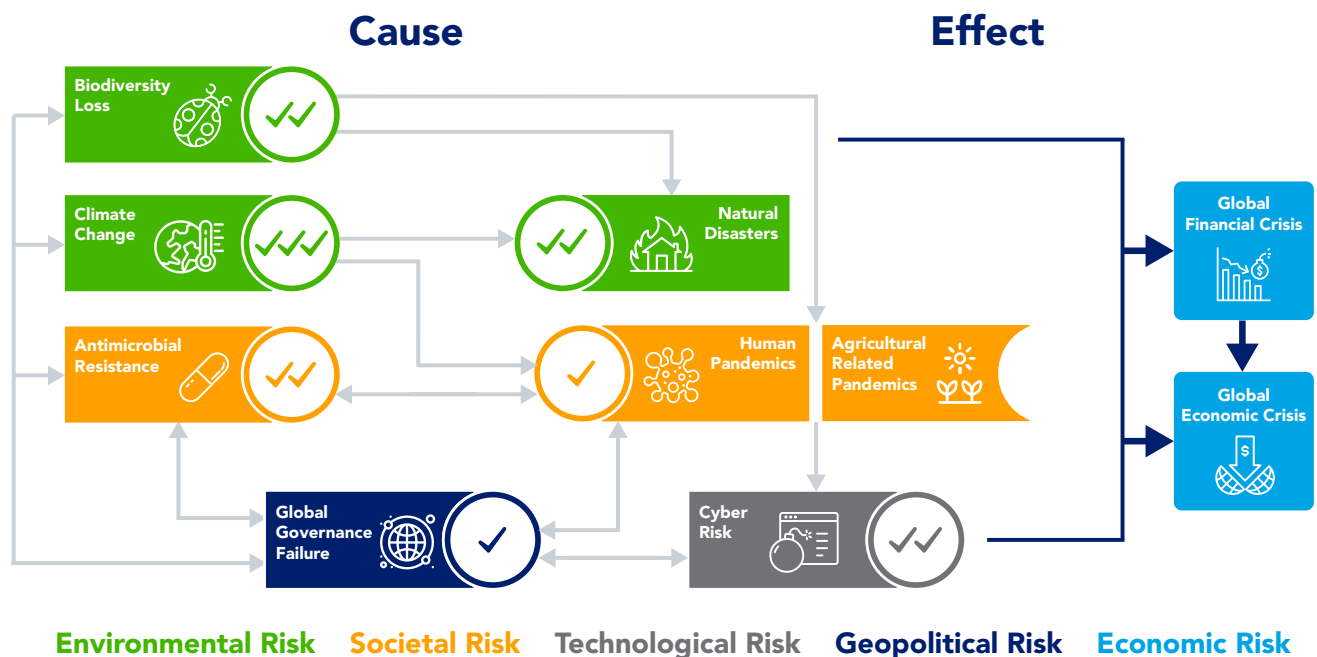 Cause
Effect
Biodiversity
Loss
Climate
Change
Natural
Disasters
Global
Financial Crisis
$
Antimicrobial
Resistance
Human
Pandemics
Agricultural
Related
Pandemics
Global
Economic Crisis
$
Global
Governance
Failure
Cyber
Risk
Environmental Risk
Societal Risk
Technological Risk
Geopolitical Risk
Economic Risk